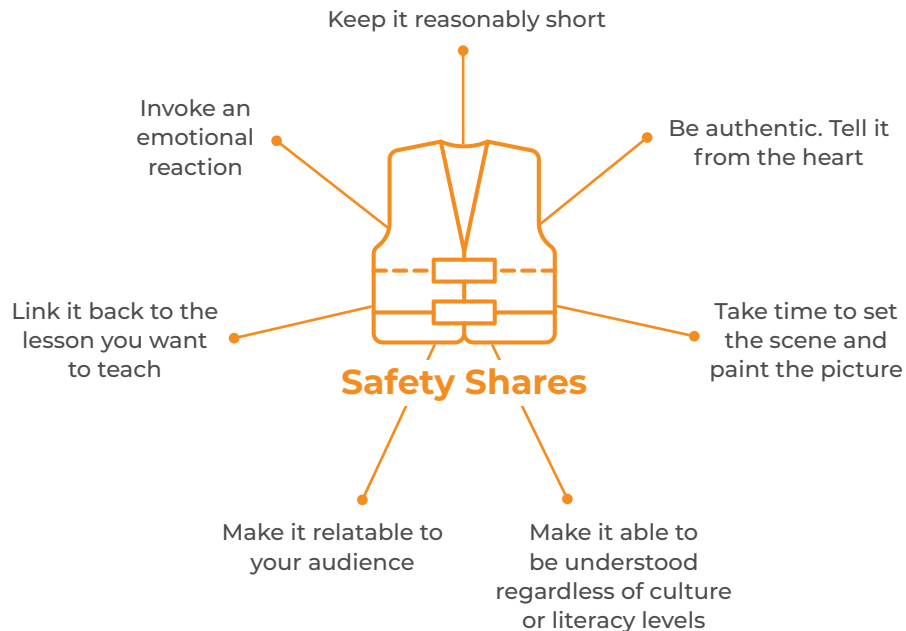 Keep it reasonably short
Invoke an
emotional
reaction
Be authentic. Tell it
from the heart
Link it back to the
lesson you want
to teach
Take time to set
the scene and
paint the picture
Safety Shares
Make it relatable to
your audience
Make it able to
be understood
regardless of culture
or literacy levels